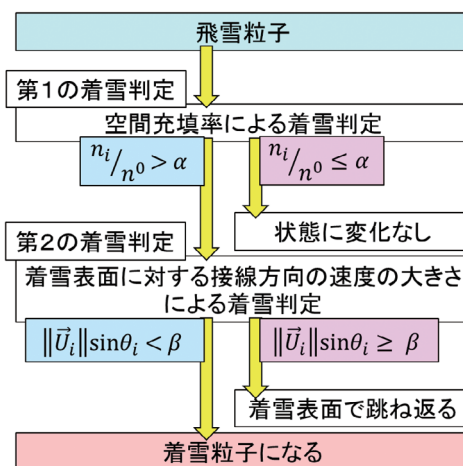 飛雪粒子
第1の着雪判定
空間充填率による着雪判定
n_i/n^0 > α
n_i/n^0 ≤ α
状態に変化なし
第2の着雪判定
着雪表面に対する接線方向の速度の大きさ
による着雪判定
‖U⃗_i‖sinθ_i < β
‖U⃗_i‖sinθ_i ≥ β
着雪表面で跳ね返る
着雪粒子になる